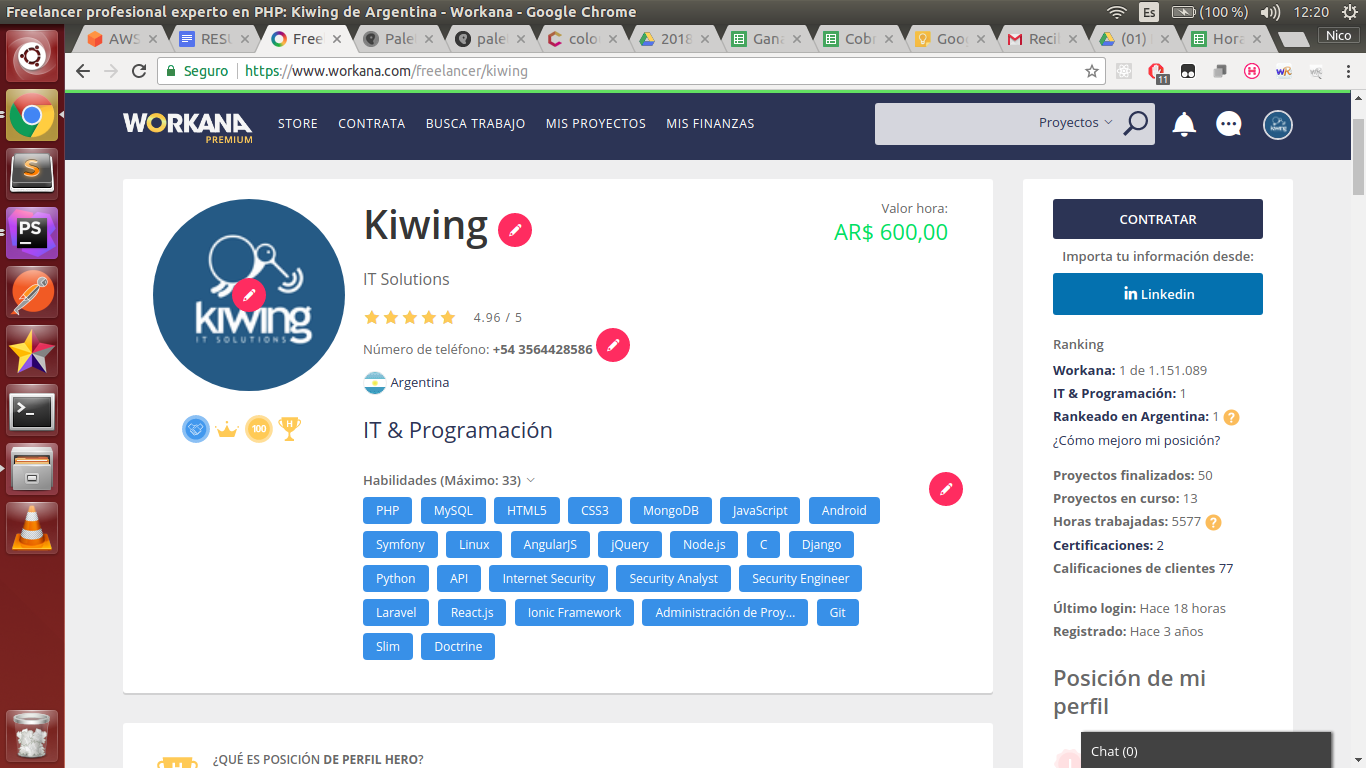 Freelancer profesional experto en PHP: Kiwing de Argentina - Workana - Google Chrome
Es (100 %) 12:20
AWS RESU Free Palet palet color 2018 Gana Cobr Goog Recib (01) Hora Nico
Seguro https://www.workana.com/freelancer/kiwing 11
WORKANA PREMIUM STORE CONTRATA BUSCA TRABAJO MIS PROYECTOS MIS FINANZAS Proyectos
kiwing
IT SOLUTIONS
100 H
Kiwing
IT Solutions
4.96 / 5
Número de teléfono: +54 3564428586
Argentina
Valor hora:
AR$ 600,00
IT & Programación
Habilidades (Máximo: 33)
PHP MySQL HTML5 CSS3 MongoDB JavaScript Android
Symfony Linux AngularJS jQuery Node.js C Django
Python API Internet Security Security Analyst Security Engineer
Laravel React.js Ionic Framework Administración de Proy... Git
Slim Doctrine
¿QUÉ ES POSICIÓN DE PERFIL HERO?
CONTRATAR
Importa tu información desde:
in Linkedin
Ranking
Workana: 1 de 1.151.089
IT & Programación: 1
Rankeado en Argentina: 1 ?
¿Cómo mejoro mi posición?
Proyectos finalizados: 50
Proyectos en curso: 13
Horas trabajadas: 5577 ?
Certificaciones: 2
Calificaciones de clientes 77
Último login: Hace 18 horas
Registrado: Hace 3 años
Posición de mi
perfil
Chat (0)
S
PS